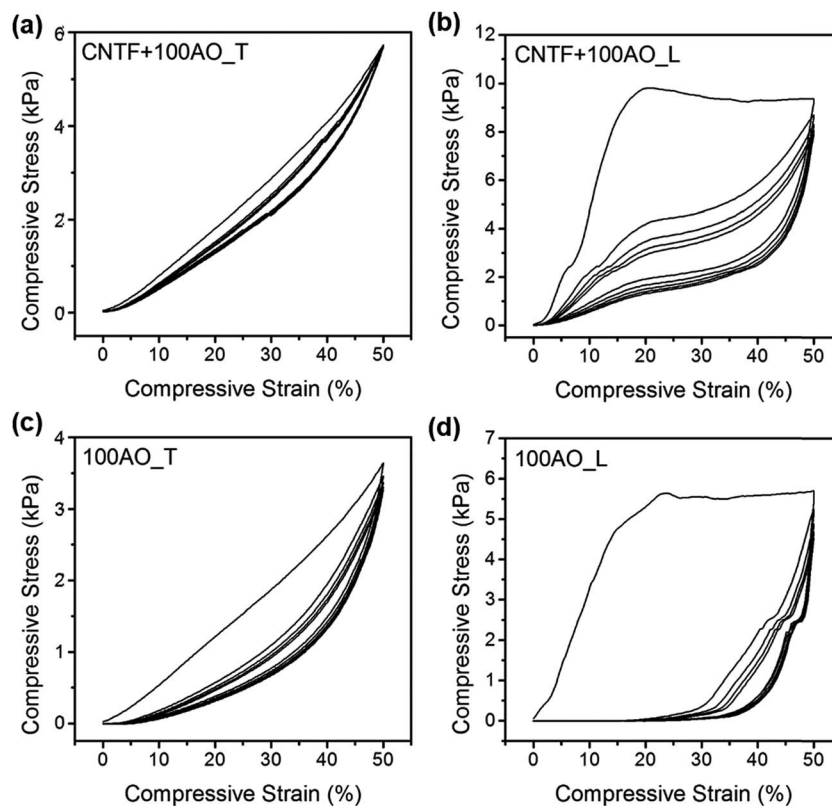 (a)
CNTF+100AO_T
Compressive Stress (kPa)
6
4
2
0
0 10 20 30 40 50
Compressive Strain (%)
(b)
CNTF+100AO_L
Compressive Stress (kPa)
12
10
8
6
4
2
0
0 10 20 30 40 50
Compressive Strain (%)
(c)
100AO_T
Compressive Stress (kPa)
4
3
2
1
0
0 10 20 30 40 50
Compressive Strain (%)
(d)
100AO_L
Compressive Stress (kPa)
7
6
5
4
3
2
1
0
0 10 20 30 40 50
Compressive Strain (%)